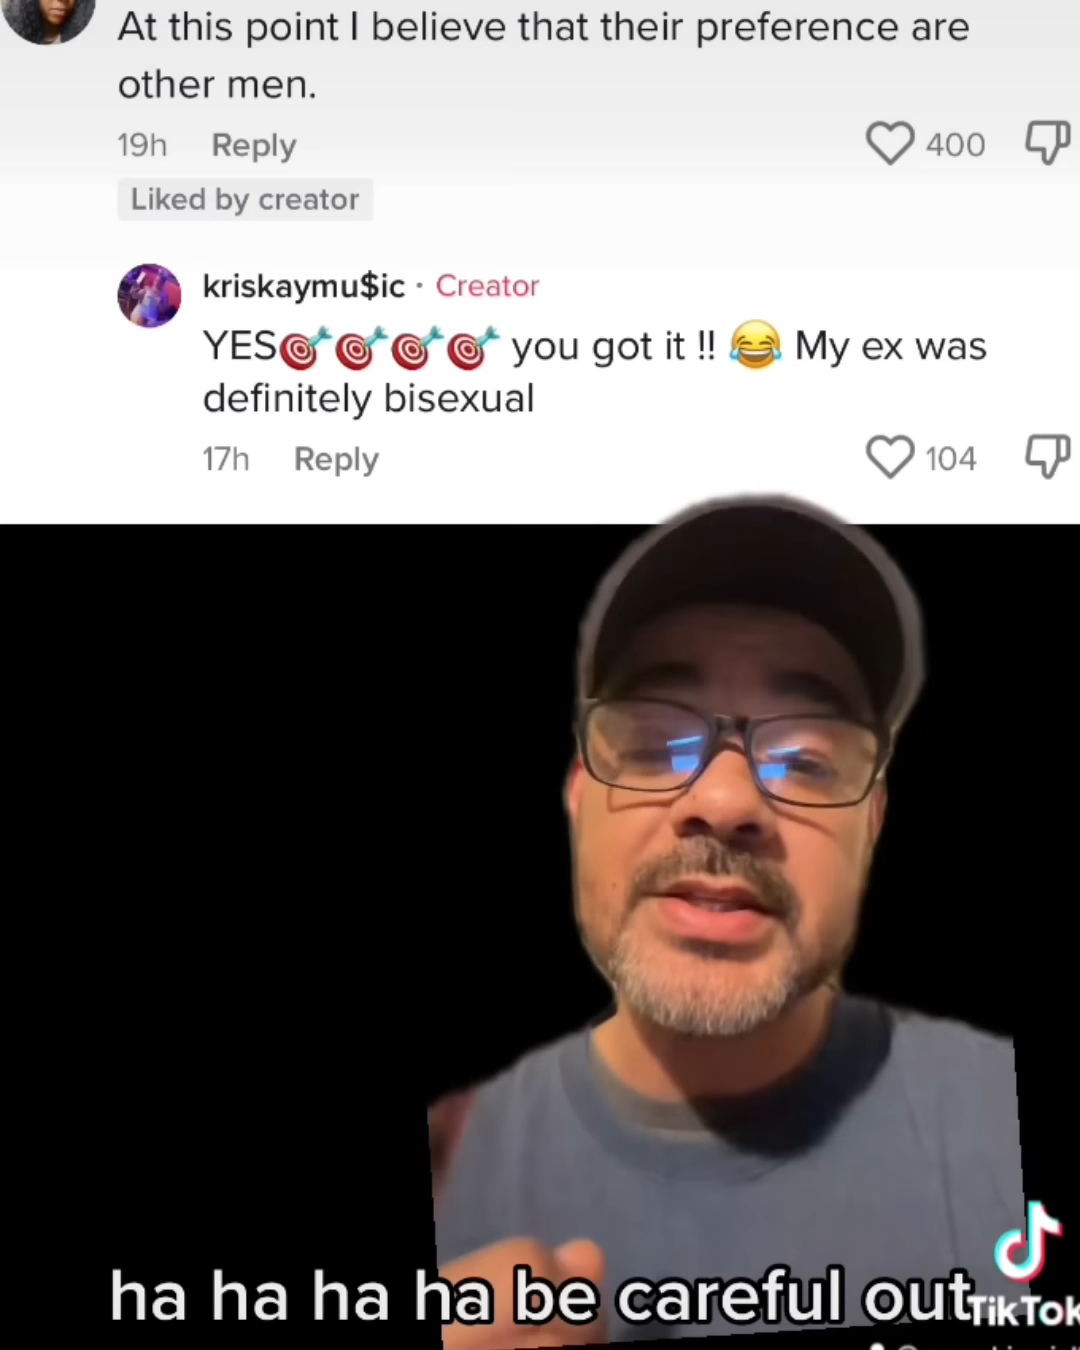 At this point I believe that their preference are
other men.
19h Reply 400
Liked by creator
kriskaymu$ic · Creator
YES🎯🎯🎯🎯 you got it !! 😂 My ex was
definitely bisexual
17h Reply 104
ha ha ha ha be careful out
TikTok